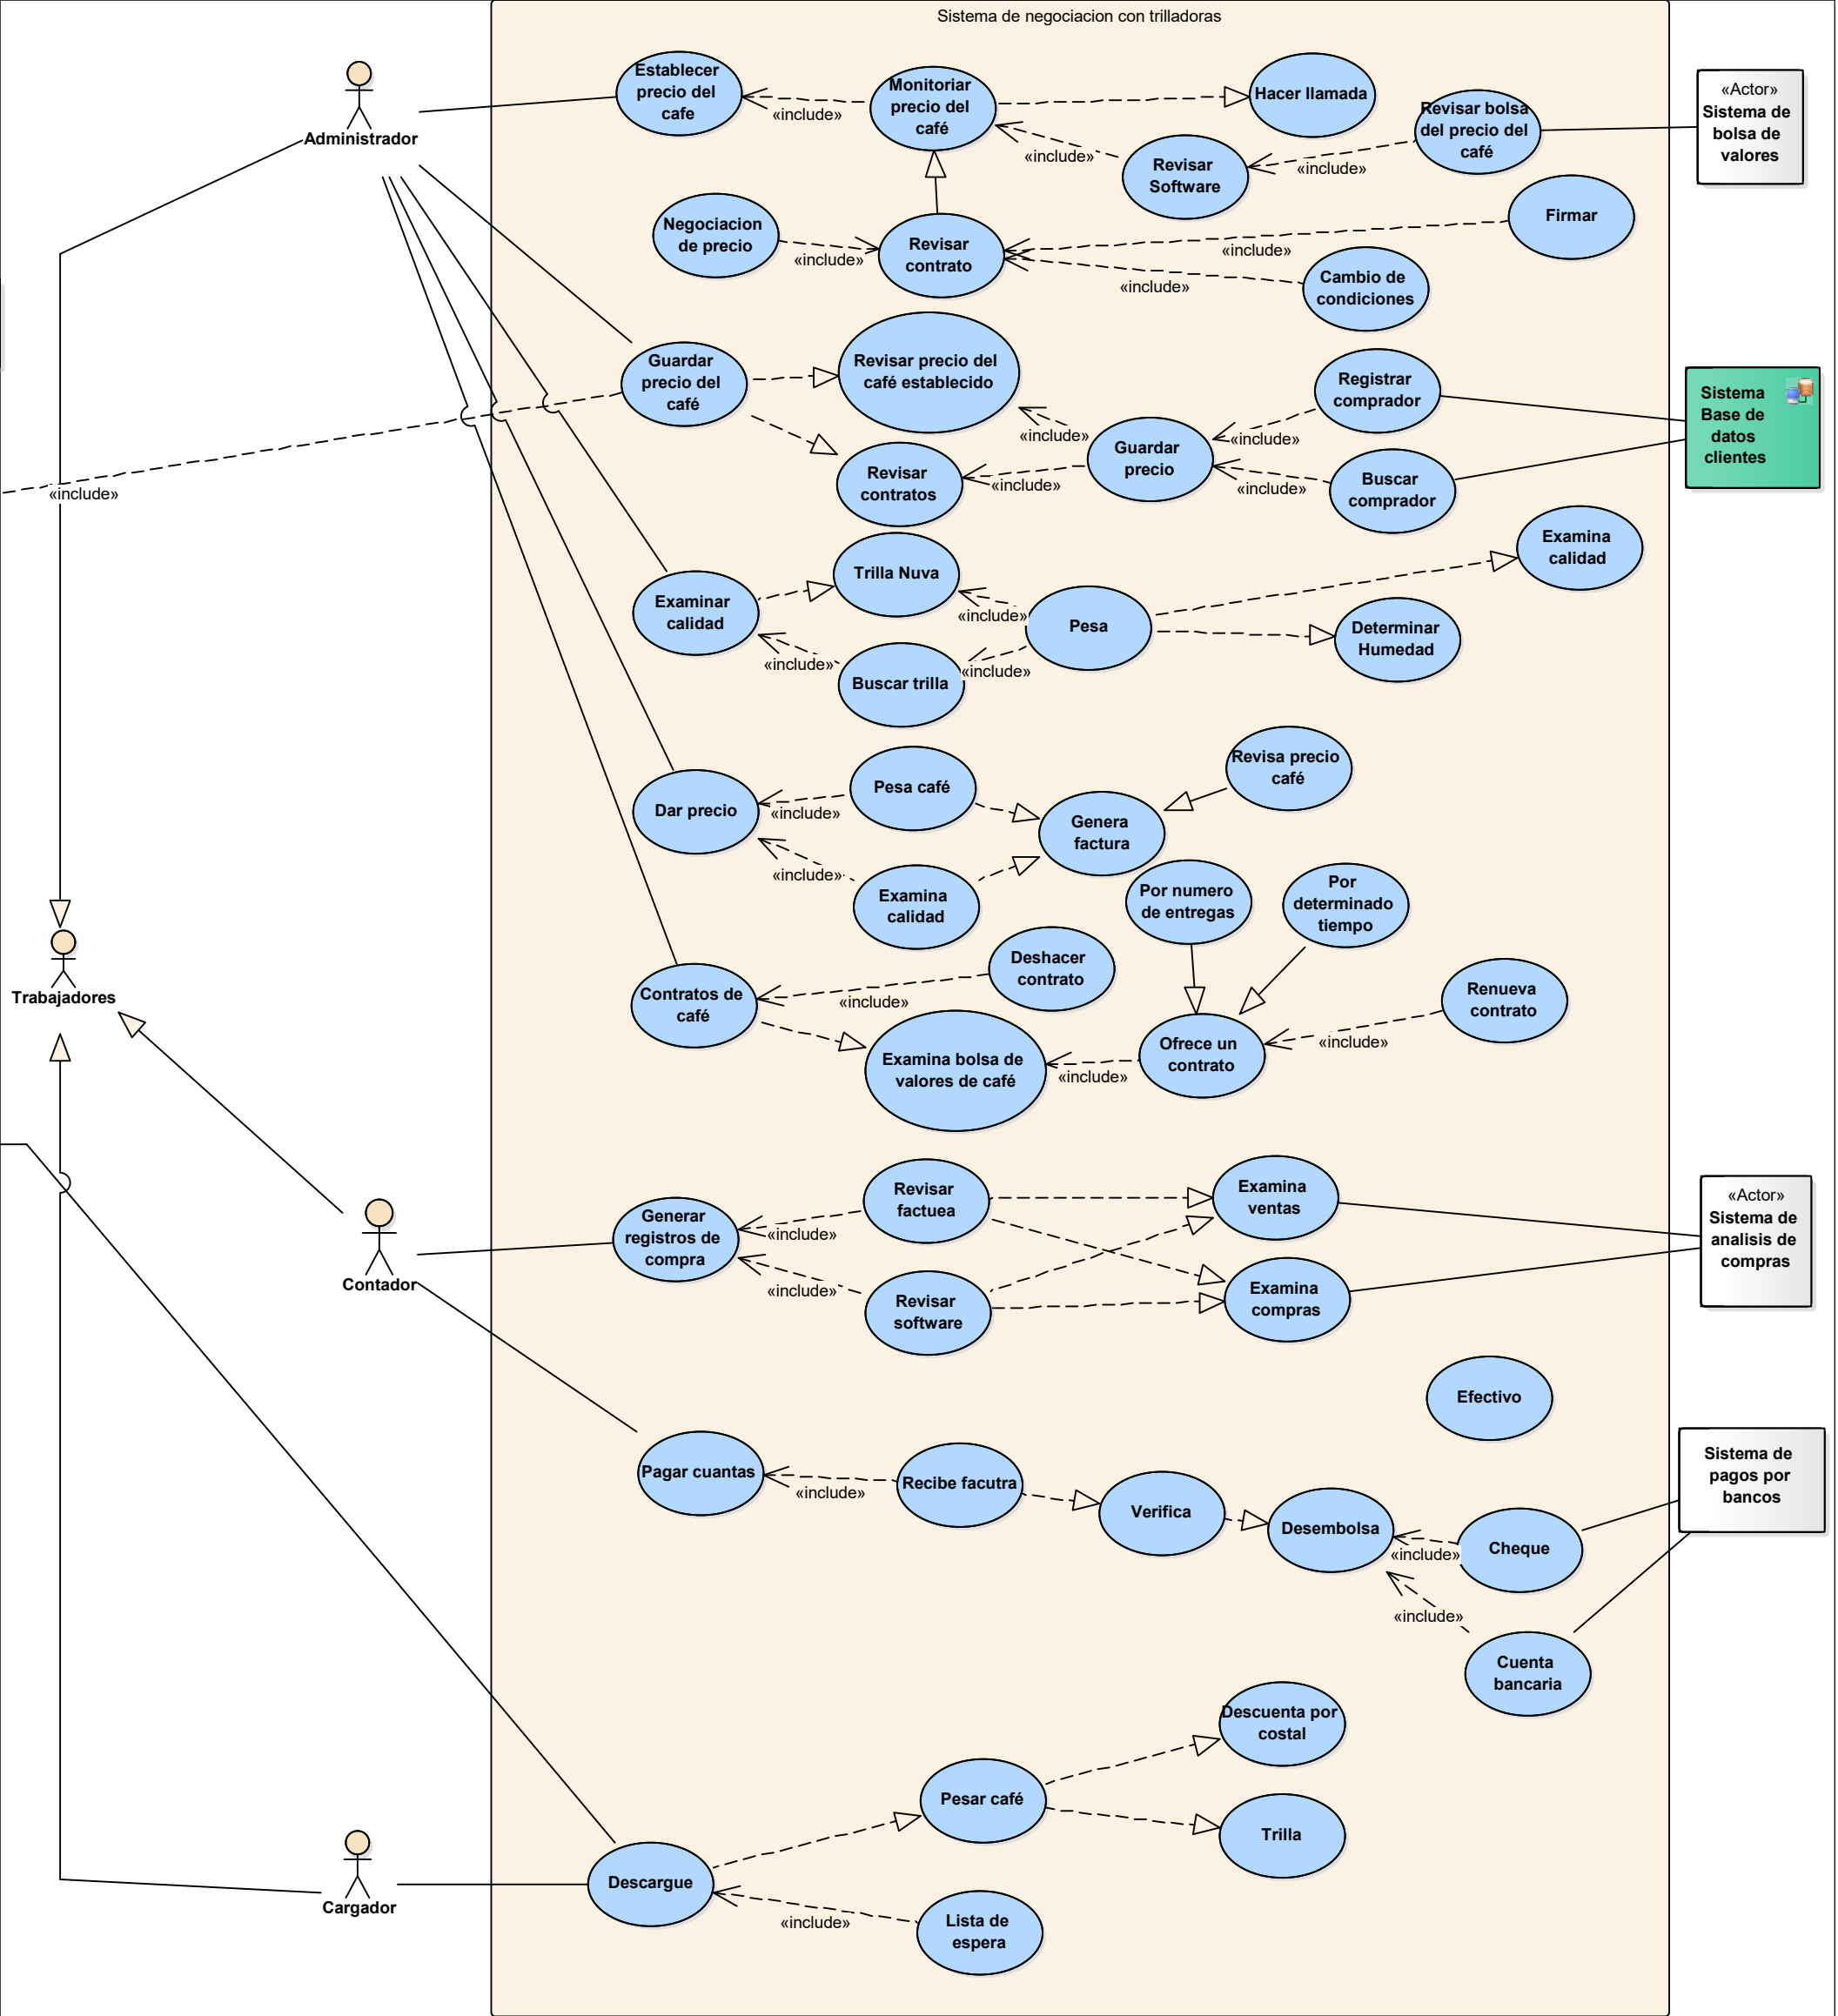 Sistema de negociacion con trilladoras
Administrador
Establecer
precio del
cafe
«include»
Monitoriar
precio del
café
Hacer llamada
«include»
Revisar
Software
«include»
Revisar bolsa
del precio del
café
«Actor»
Sistema de
bolsa de
valores
Negociacion
de precio
«include»
Revisar
contrato
«include»
Firmar
«include»
Cambio de
condiciones
Guardar
precio del
café
«include»
Revisar precio del
café establecido
Revisar
contratos
«include»
«include»
Guardar
precio
«include»
«include»
Registrar
comprador
Buscar
comprador
Sistema
Base de
datos
clientes
Examinar
calidad
Trilla Nuva
«include»
Buscar trilla
«include»
«include»
Pesa
Examina
calidad
Determinar
Humedad
Dar precio
«include»
Pesa café
«include»
Examina
calidad
Genera
factura
Revisa precio
café
Por numero
de entregas
Por
determinado
tiempo
Trabajadores
Contratos de
café
«include»
Deshacer
contrato
Examina bolsa de
valores de café
«include»
Ofrece un
contrato
«include»
Renueva
contrato
Contador
Generar
registros de
compra
«include»
«include»
Revisar
factuea
Revisar
software
Examina
ventas
Examina
compras
«Actor»
Sistema de
analisis de
compras
Efectivo
Pagar cuantas
«include»
Recibe facutra
Verifica
Desembolsa
«include»
Cheque
«include»
Cuenta
bancaria
Sistema de
pagos por
bancos
Cargador
Descargue
Pesar café
Descuenta por
costal
Trilla
«include»
Lista de
espera